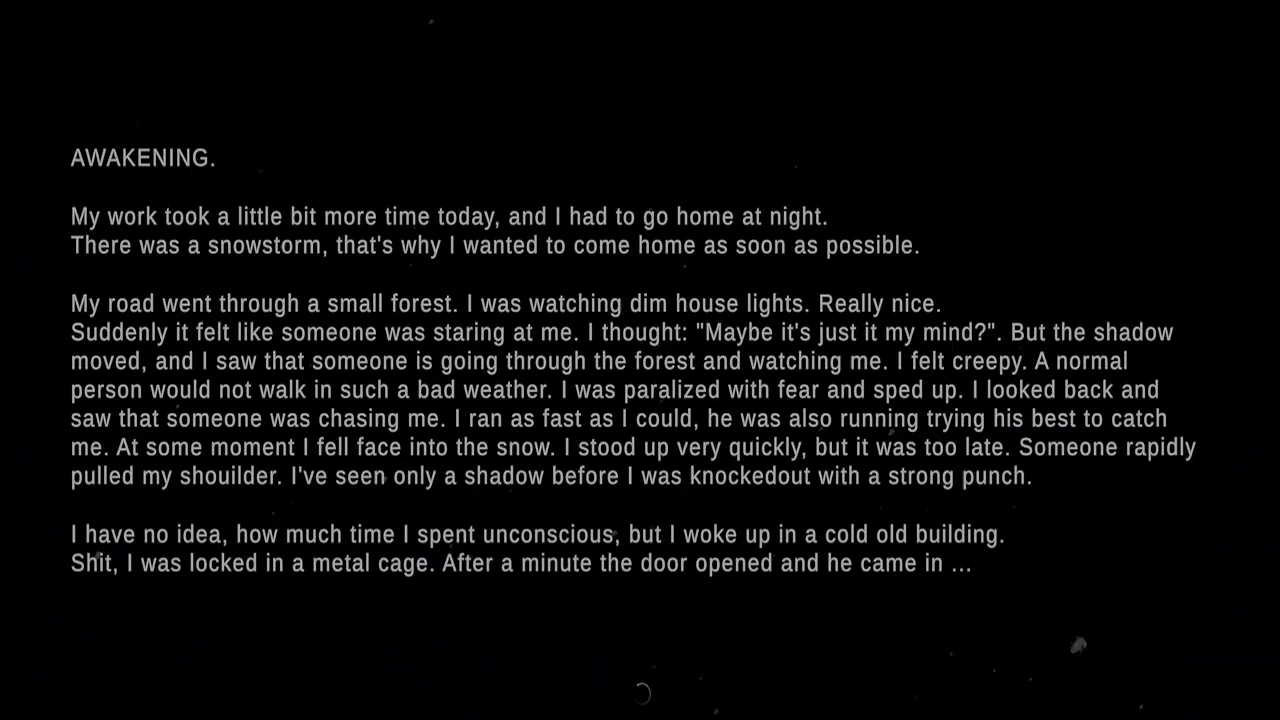 AWAKENING.
My work took a little bit more time today, and I had to go home at night.
There was a snowstorm, that's why I wanted to come home as soon as possible.
My road went through a small forest. I was watching dim house lights. Really nice.
Suddenly it felt like someone was staring at me. I thought: "Maybe it's just it my mind?". But the shadow
moved, and I saw that someone is going through the forest and watching me. I felt creepy. A normal
person would not walk in such a bad weather. I was paralized with fear and sped up. I looked back and
saw that someone was chasing me. I ran as fast as I could, he was also running trying his best to catch
me. At some moment I fell face into the snow. I stood up very quickly, but it was too late. Someone rapidly
pulled my shouilder. I've seen only a shadow before I was knockedout with a strong punch.
I have no idea, how much time I spent unconscious, but I woke up in a cold old building.
Shit, I was locked in a metal cage. After a minute the door opened and he came in ...